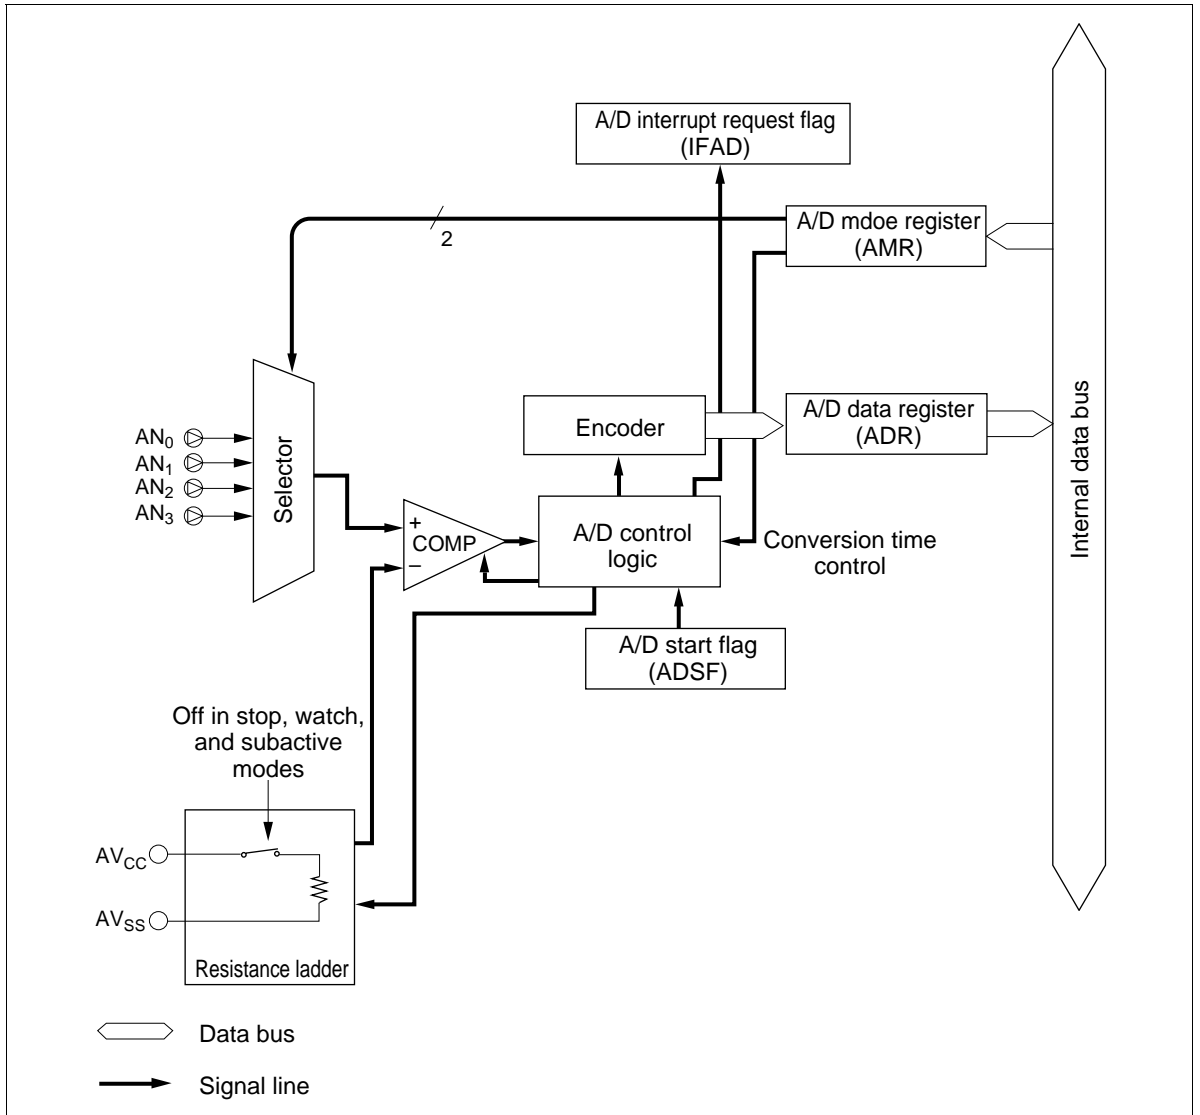 A/D interrupt request flag
(IFAD)
2
A/D mdoe register
(AMR)
Internal data bus
Encoder
A/D data register
(ADR)
AN0
AN1
AN2
AN3
Selector
+
COMP
–
A/D control
logic
Conversion time
control
A/D start flag
(ADSF)
Off in stop, watch,
and subactive
modes
AVCC
AVSS
Resistance ladder
Data bus
Signal line